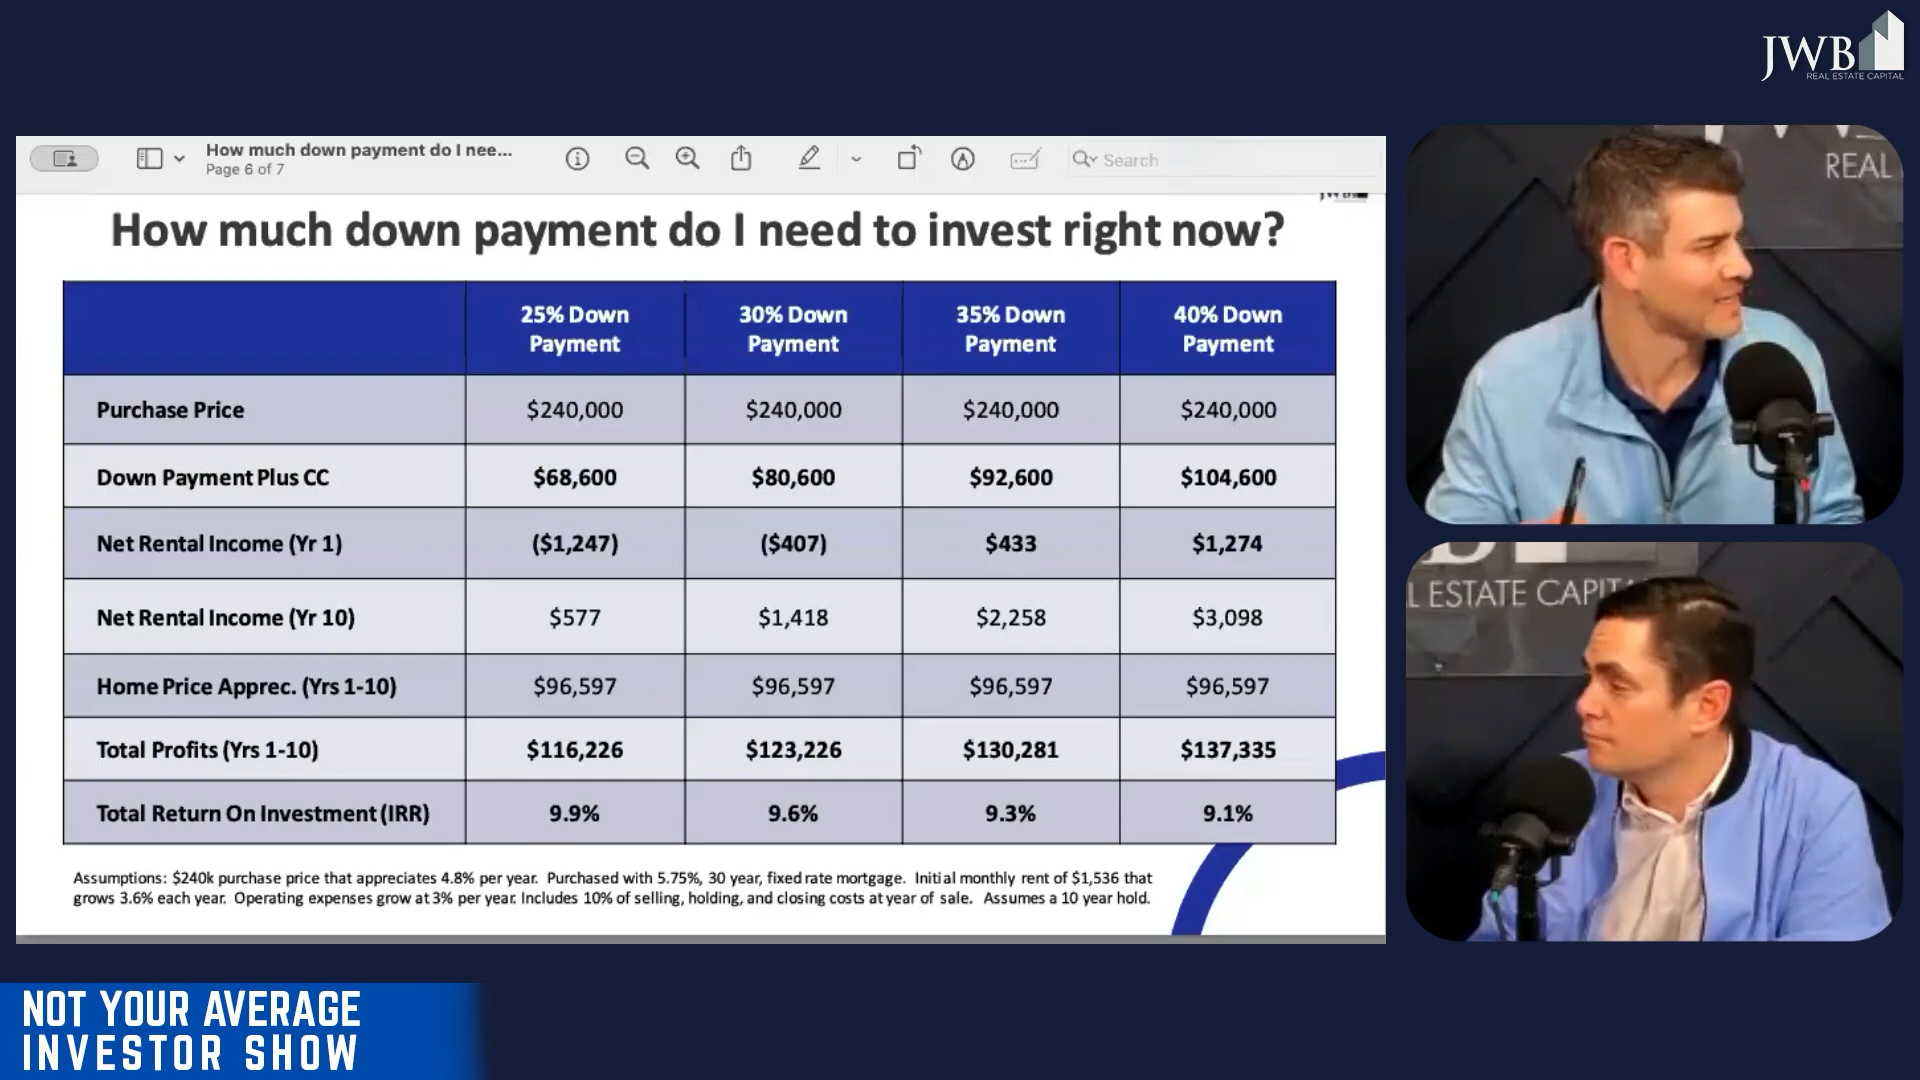 JWB
REAL ESTATE CAPITAL
How much down payment do I nee...
Page 6 of 7
Search
How much down payment do I need to invest right now?
25% Down Payment	30% Down Payment	35% Down Payment	40% Down Payment
Purchase Price	$240,000	$240,000	$240,000	$240,000
Down Payment Plus CC	$68,600	$80,600	$92,600	$104,600
Net Rental Income (Yr 1)	($1,247)	($407)	$433	$1,274
Net Rental Income (Yr 10)	$577	$1,418	$2,258	$3,098
Home Price Apprec. (Yrs 1-10)	$96,597	$96,597	$96,597	$96,597
Total Profits (Yrs 1-10)	$116,226	$123,226	$130,281	$137,335
Total Return On Investment (IRR)	9.9%	9.6%	9.3%	9.1%
Assumptions: $240k purchase price that appreciates 4.8% per year. Purchased with 5.75%, 30 year, fixed rate mortgage. Initial monthly rent of $1,536 that
grows 3.6% each year. Operating expenses grow at 3% per year. Includes 10% of selling, holding, and closing costs at year of sale. Assumes a 10 year hold.
REAL
L ESTATE CAPIT
NOT YOUR AVERAGE
INVESTOR SHOW